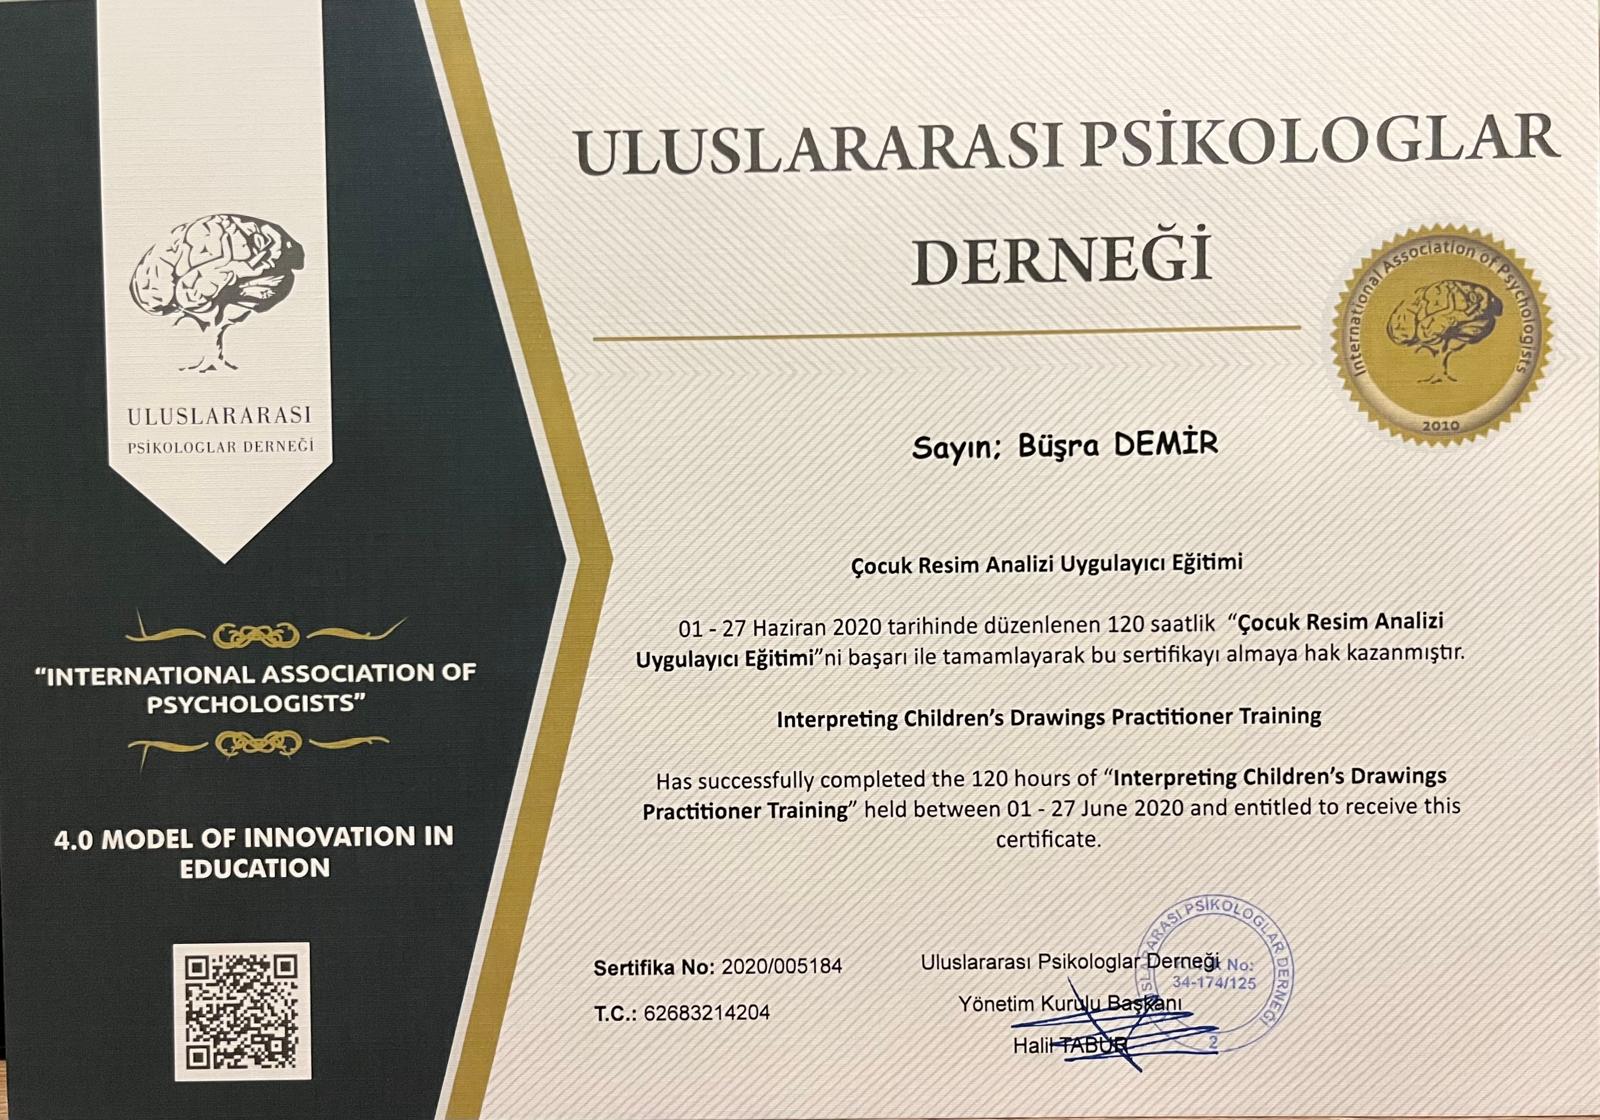 ULUSLARARASI PSİKOLOGLAR
DERNEĞİ
International Association of Psychologists
2010
ULUSLARARASI
PSİKOLOGLAR DERNEĞİ
"INTERNATIONAL ASSOCIATION OF
PSYCHOLOGISTS"
4.0 MODEL OF INNOVATION IN
EDUCATION
Sayın; Büşra DEMİR
Çocuk Resim Analizi Uygulayıcı Eğitimi
01 - 27 Haziran 2020 tarihinde düzenlenen 120 saatlik "Çocuk Resim Analizi
Uygulayıcı Eğitimi"ni başarı ile tamamlayarak bu sertifikayı almaya hak kazanmıştır.
Interpreting Children's Drawings Practitioner Training
Has successfully completed the 120 hours of "Interpreting Children's Drawings
Practitioner Training" held between 01 - 27 June 2020 and entitled to receive this
certificate.
Sertifika No: 2020/005184
T.C.: 62683214204
Uluslararası Psikologlar Derneği
Yönetim Kurulu Başkanı
Halil TABUR
PSİKOLOGLAR DERNEĞİ
No:
34-174/125
2